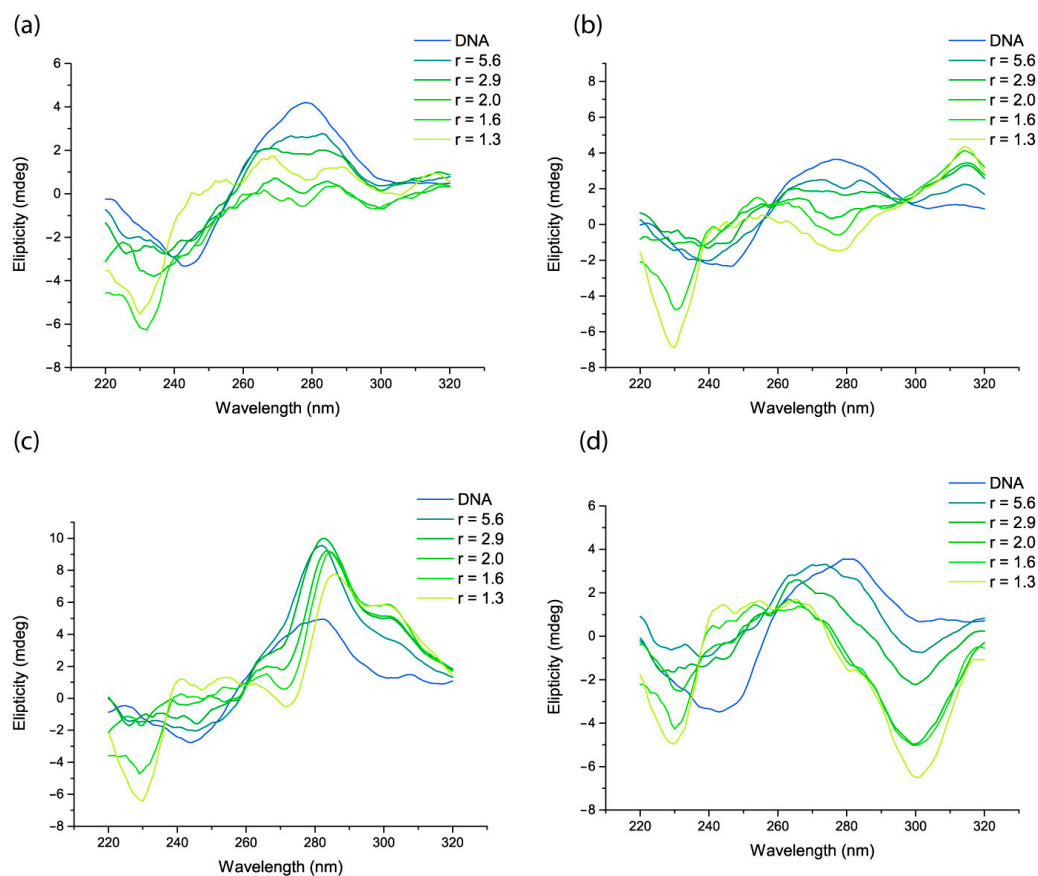 (a)
DNA
r = 5.6
r = 2.9
r = 2.0
r = 1.6
r = 1.3
6
4
2
0
−2
−4
−6
−8
Elipticity (mdeg)
220 240 260 280 300 320
Wavelength (nm)
(b)
DNA
r = 5.6
r = 2.9
r = 2.0
r = 1.6
r = 1.3
8
6
4
2
0
−2
−4
−6
−8
Elipticity (mdeg)
220 240 260 280 300 320
Wavelength (nm)
(c)
DNA
r = 5.6
r = 2.9
r = 2.0
r = 1.6
r = 1.3
10
8
6
4
2
0
−2
−4
−6
−8
Elipticity (mdeg)
220 240 260 280 300 320
Wavelength (nm)
(d)
DNA
r = 5.6
r = 2.9
r = 2.0
r = 1.6
r = 1.3
6
4
2
0
−2
−4
−6
−8
Elipticity (mdeg)
220 240 260 280 300 320
Wavelength (nm)